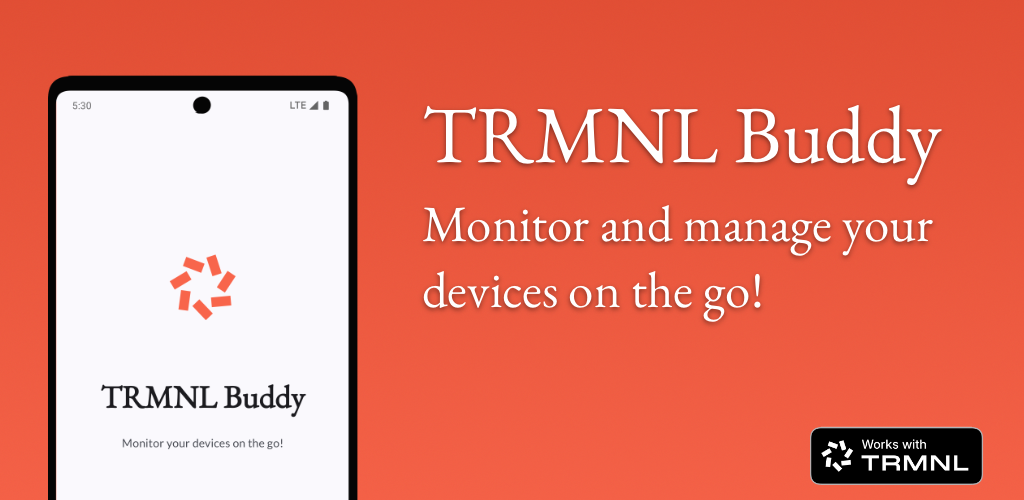 5:30
LTE
TRMNL Buddy
Monitor your devices on the go!
TRMNL Buddy
Monitor and manage your
devices on the go!
Works with
TRMNL